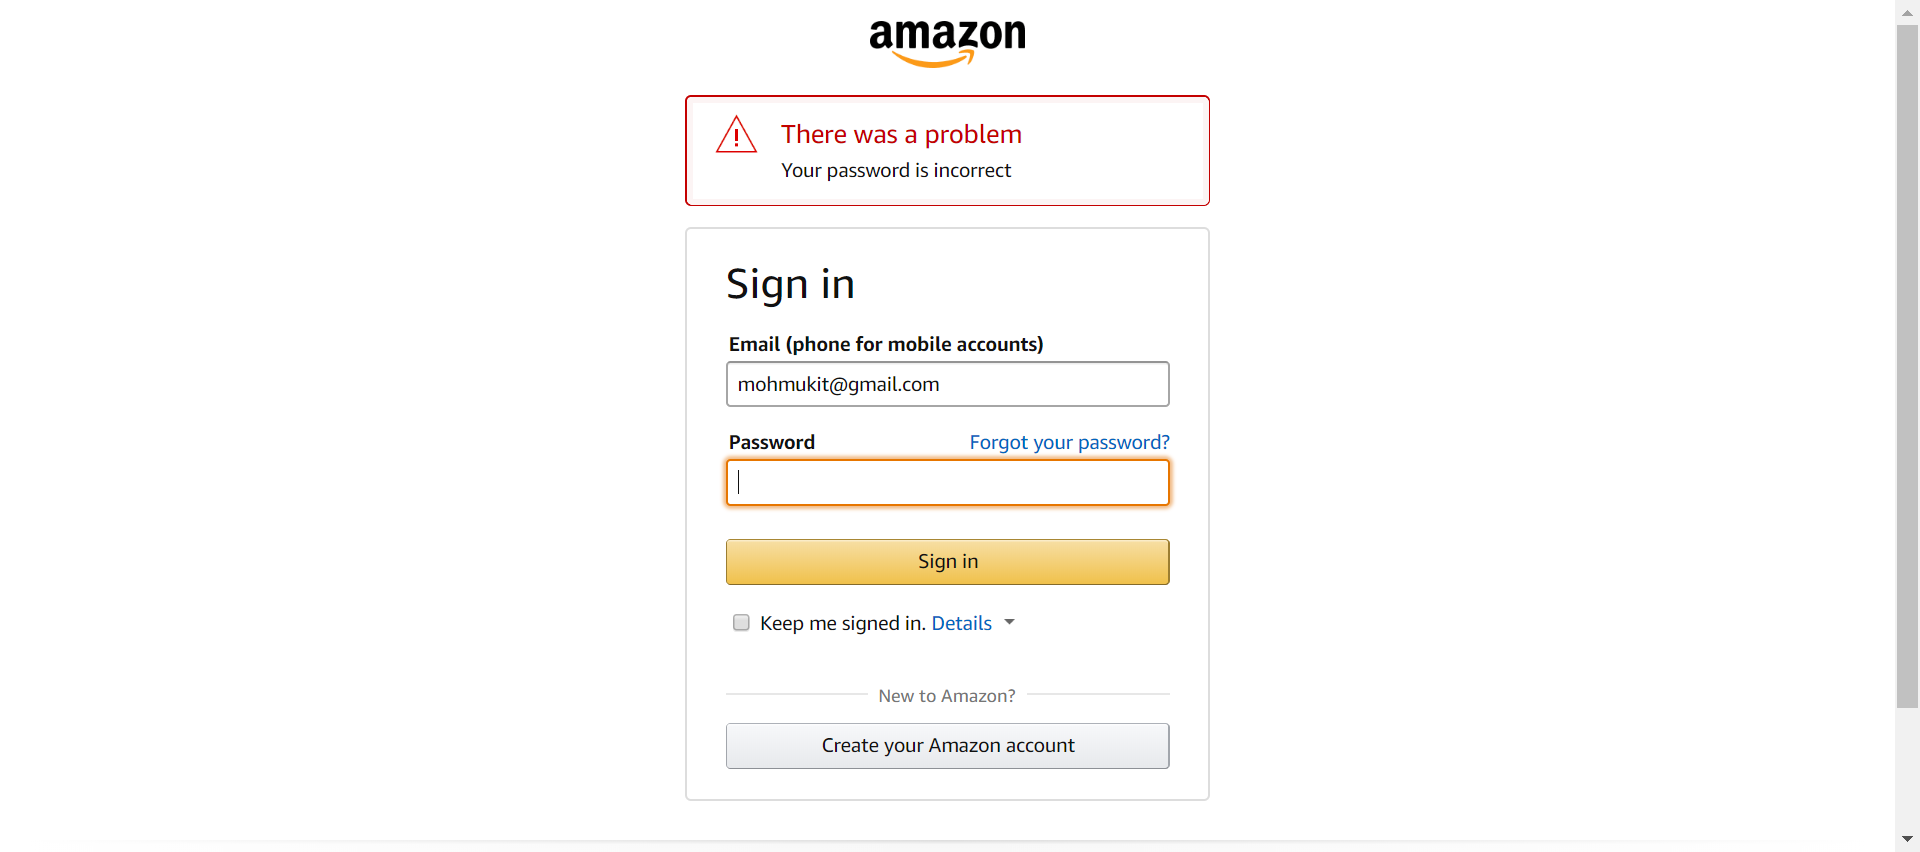 amazon
There was a problem
Your password is incorrect
Sign in
Email (phone for mobile accounts)
mohmukit@gmail.com
Password Forgot your password?
Sign in
Keep me signed in. Details
New to Amazon?
Create your Amazon account